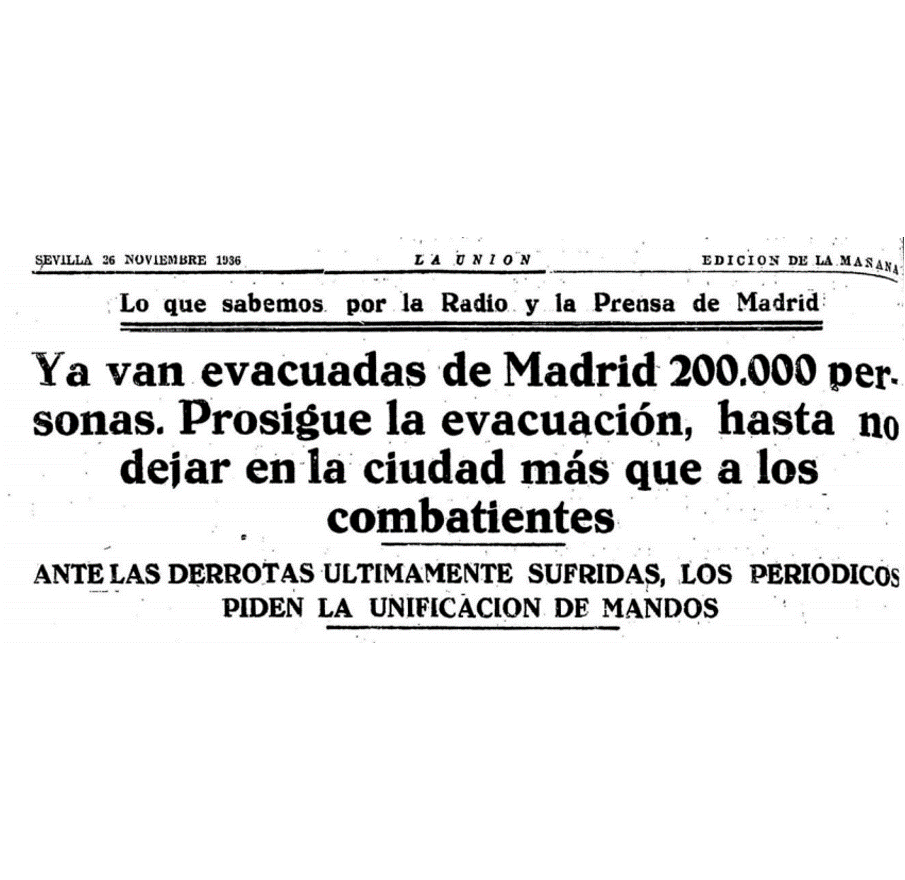 SEVILLA 26 NOVIEMBRE 1936 LA UNION EDICION DE LA MAÑANA
Lo que sabemos por la Radio y la Prensa de Madrid
Ya van evacuadas de Madrid 200.000 per-
sonas. Prosigue la evacuación, hasta no
dejar en la ciudad más que a los
combatientes
ANTE LAS DERROTAS ULTIMAMENTE SUFRIDAS, LOS PERIODICOS
PIDEN LA UNIFICACION DE MANDOS